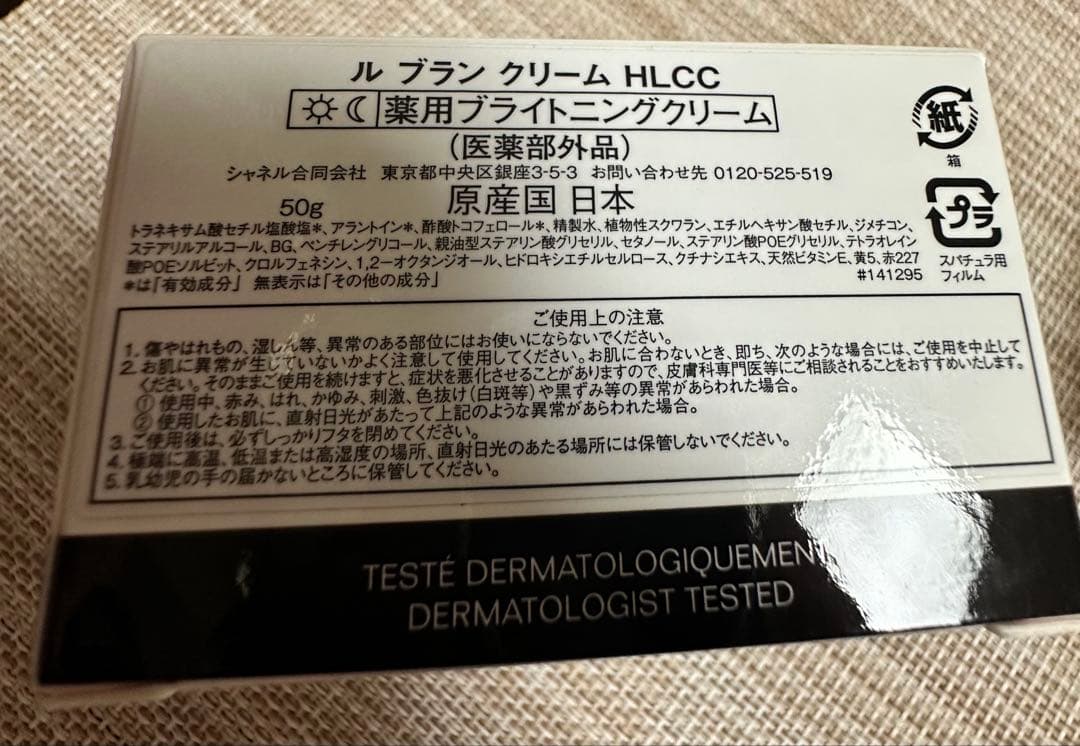 ル ブラン クリーム HLCC
薬用ブライトニングクリーム
(医薬部外品)
シャネル合同会社 東京都中央区銀座3-5-3 お問い合わせ先 0120-525-519
50g 原産国 日本
トラネキサム酸セチル塩酸塩*、アラントイン*、酢酸トコフェロール*、精製水、植物性スクワラン、エチルヘキサン酸セチル、ジメチコン、
ステアリルアルコール、BG、ペンチレングリコール、親油型ステアリン酸グリセリル、セタノール、ステアリン酸POEグリセリル、テトラオレイン
酸POEソルビット、クロルフェネシン、1,2-オクタンジオール、ヒドロキシエチルセルロース、クチナシエキス、天然ビタミンE、黄5、赤227
*は「有効成分」 無表示は「その他の成分」 #141295
紙
箱
プラ
スパチュラ用
フィルム
ご使用上の注意
1. 傷やはれもの、湿しん等、異常のある部位にはお使いにならないでください。
2. お肌に異常が生じていないかよく注意して使用してください。お肌に合わないとき、即ち、次のような場合には、ご使用を中止して
ください。そのままご使用を続けますと、症状を悪化させることがありますので、皮膚科専門医等にご相談されることをおすすめいたします。
① 使用中、赤み、はれ、かゆみ、刺激、色抜け(白斑等)や黒ずみ等の異常があらわれた場合。
② 使用したお肌に、直射日光があたって上記のような異常があらわれた場合。
3. ご使用後は、必ずしっかりフタを閉めてください。
4. 極端に高温、低温または高湿度の場所、直射日光のあたる場所には保管しないでください。
5. 乳幼児の手の届かないところに保管してください。
TESTÉ DERMATOLOGIQUEMENT
DERMATOLOGIST TESTED